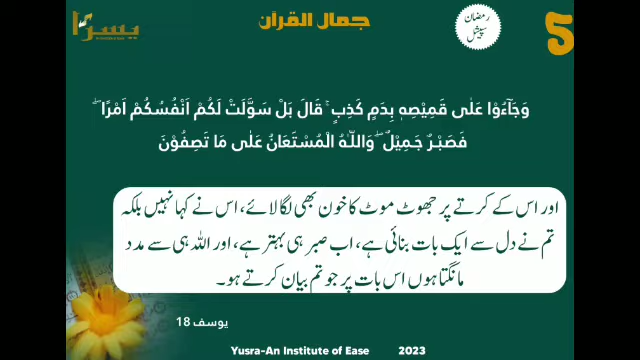 یسرا
جمال القرآن
رمضان
سپیشل
5
وَجَآءُوْا عَلٰى قَمِيْصِهٖ بِدَمٍ كَذِبٍ ۚ قَالَ بَلْ سَوَّلَتْ لَكُمْ اَنْفُسُكُمْ اَمْرًا ۖ
فَصَبْرٌ جَمِيْلٌ ۖ وَاللّٰهُ الْمُسْتَعَانُ عَلٰى مَا تَصِفُوْنَ
اور اس کے کرتے پر جھوٹ موٹ کا خون بھی لگا لائے، اس نے کہا نہیں بلکہ
تم نے دل سے ایک بات بنائی ہے، اب صبر ہی بہتر ہے، اور اللہ ہی سے مدد
مانگتا ہوں اس بات پر جو تم بیان کرتے ہو۔
یوسف 18
Yusra-An Institute of Ease 2023